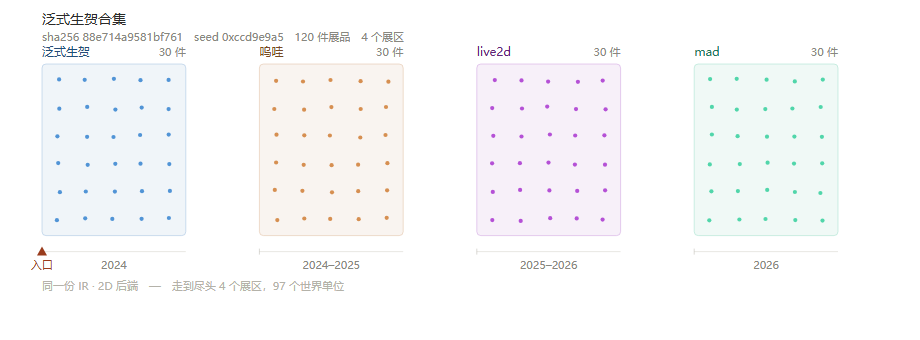 泛式生贺合集
sha256 88e714a9581bf761 seed 0xccd9e9a5 120 件展品 4 个展区
泛式生贺 30 件 呜哇 30 件 live2d 30 件 mad 30 件
入口 2024 2024–2025 2025–2026 2026
同一份 IR · 2D 后端 — 走到尽头 4 个展区，97 个世界单位